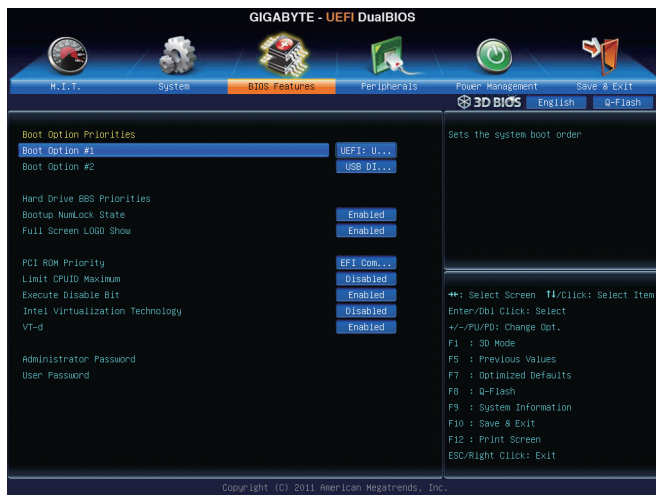 GIGABYTE - UEFI DualBIOS
M.I.T. System BIOS Features Peripherals Power Management Save & Exit
3D BIOS English Q-Flash
Boot Option Priorities
Boot Option #1 UEFI: U...
Boot Option #2 USB DI...
Hard Drive BBS Priorities
Bootup NumLock State Enabled
Full Screen LOGO Show Enabled
PCI ROM Priority EFI Com...
Limit CPUID Maximum Disabled
Execute Disable Bit Enabled
Intel Virtualization Technology Disabled
VT-d Enabled
Administrator Password
User Password
Sets the system boot order
→←: Select Screen ↑↓/Click: Select Item
Enter/Dbl Click: Select
+/-/PU/PD: Change Opt.
F1 : 3D Mode
F5 : Previous Values
F7 : Optimized Defaults
F8 : Q-Flash
F9 : System Information
F10 : Save & Exit
F12 : Print Screen
ESC/Right Click: Exit
Copyright (C) 2011 American Megatrends, Inc.